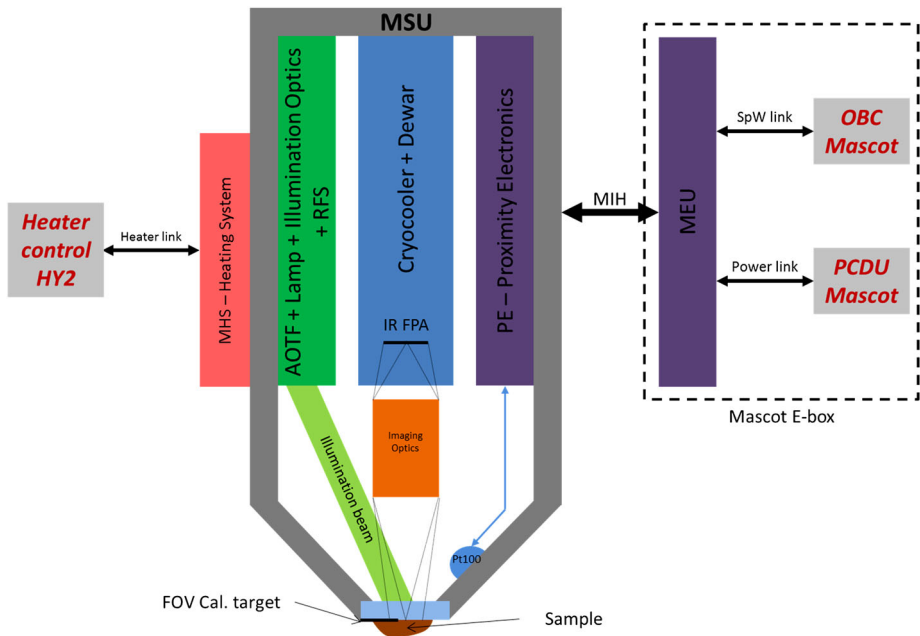 MSU
AOTF + Lamp + Illumination Optics
+ RFS
Cryocooler + Dewar
PE – Proximity Electronics
MHS – Heating System
Heater
control
HY2
Heater link
MIH
MEU
SpW link
OBC
Mascot
Power link
PCDU
Mascot
Mascot E-box
IR FPA
Imaging
Optics
Illumination beam
Pt100
FOV Cal. target
Sample